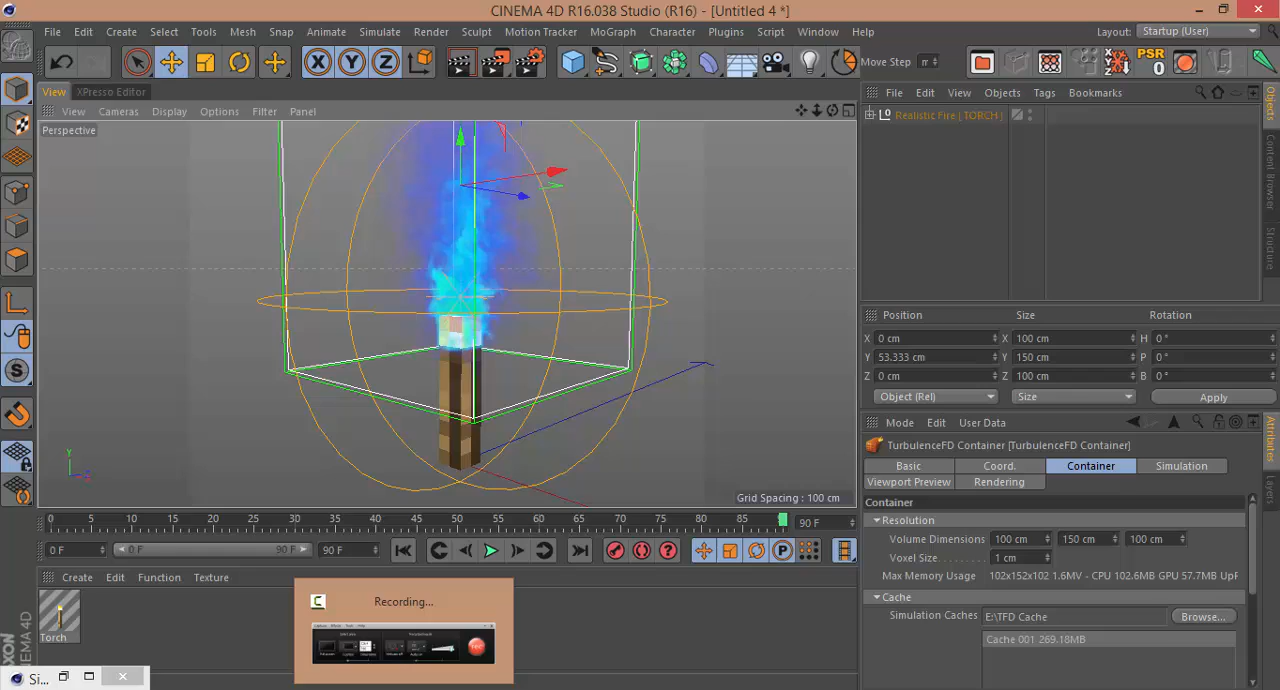 CINEMA 4D R16.038 Studio (R16) - [Untitled 4 *]
File Edit Create Select Tools Mesh Snap Animate Simulate Render Sculpt Motion Tracker MoGraph Character Plugins Script Window Help Layout: Startup (User)
X Y Z Move Step PSR 0
View XPresso Editor
View Cameras Display Options Filter Panel
Perspective
Grid Spacing : 100 cm
File Edit View Objects Tags Bookmarks
Realistic Fire [ TORCH ]
Objects
Content Browser
Structure
Position Size Rotation
X 0 cm X 100 cm H 0 °
Y 53.333 cm Y 150 cm P 0 °
Z 0 cm Z 100 cm B 0 °
Object (Rel) Size Apply
Mode Edit User Data
TurbulenceFD Container [TurbulenceFD Container]
Basic Coord. Container Simulation
Viewport Preview Rendering
Container
Resolution
Volume Dimensions 100 cm 150 cm 100 cm
Voxel Size 1 cm
Max Memory Usage 102x152x102 1.6MV - CPU 102.6MB GPU 57.7MB UpF
Cache
Simulation Caches E:\TFD Cache Browse...
Cache 001 269.18MB
Attributes
Layers
0 5 10 15 20 25 30 35 40 45 50 55 60 65 70 75 80 85 90 F
0 F 0 F 90 F 90 F
Create Edit Function Texture
Torch
Recording...
CINEMA 4D
Si...